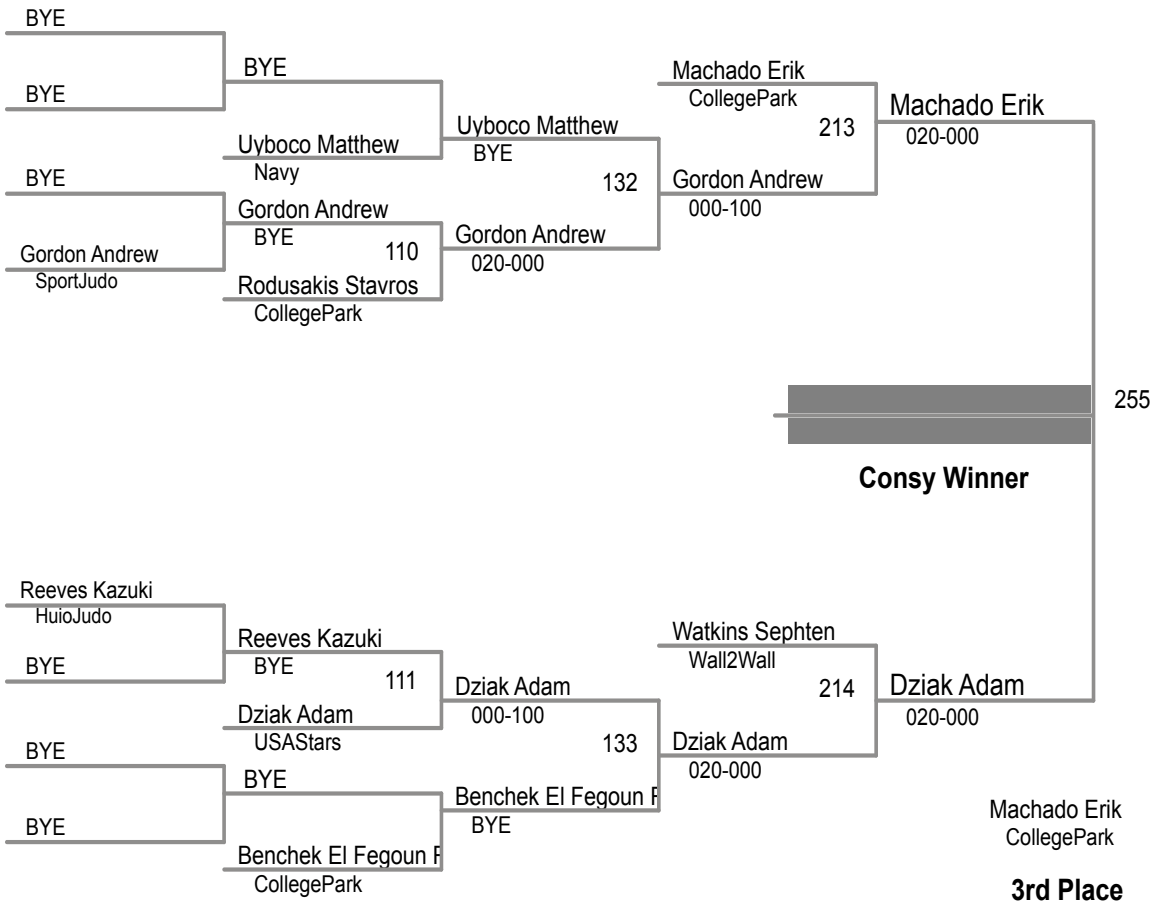 BYE
BYE
BYE
Uyboco Matthew
Navy
Uyboco Matthew
BYE
132
Machado Erik
CollegePark
213
Machado Erik
020-000
BYE
Gordon Andrew
SportJudo
Gordon Andrew
BYE
110
Rodusakis Stavros
CollegePark
Gordon Andrew
020-000
Gordon Andrew
000-100
255
Consy Winner
Reeves Kazuki
HuioJudo
BYE
Reeves Kazuki
BYE
111
Dziak Adam
USAStars
Dziak Adam
000-100
133
Watkins Sephten
Wall2Wall
214
Dziak Adam
020-000
BYE
BYE
BYE
Benchek El Fegoun F
CollegePark
Benchek El Fegoun F
BYE
Dziak Adam
020-000
Machado Erik
CollegePark
3rd Place